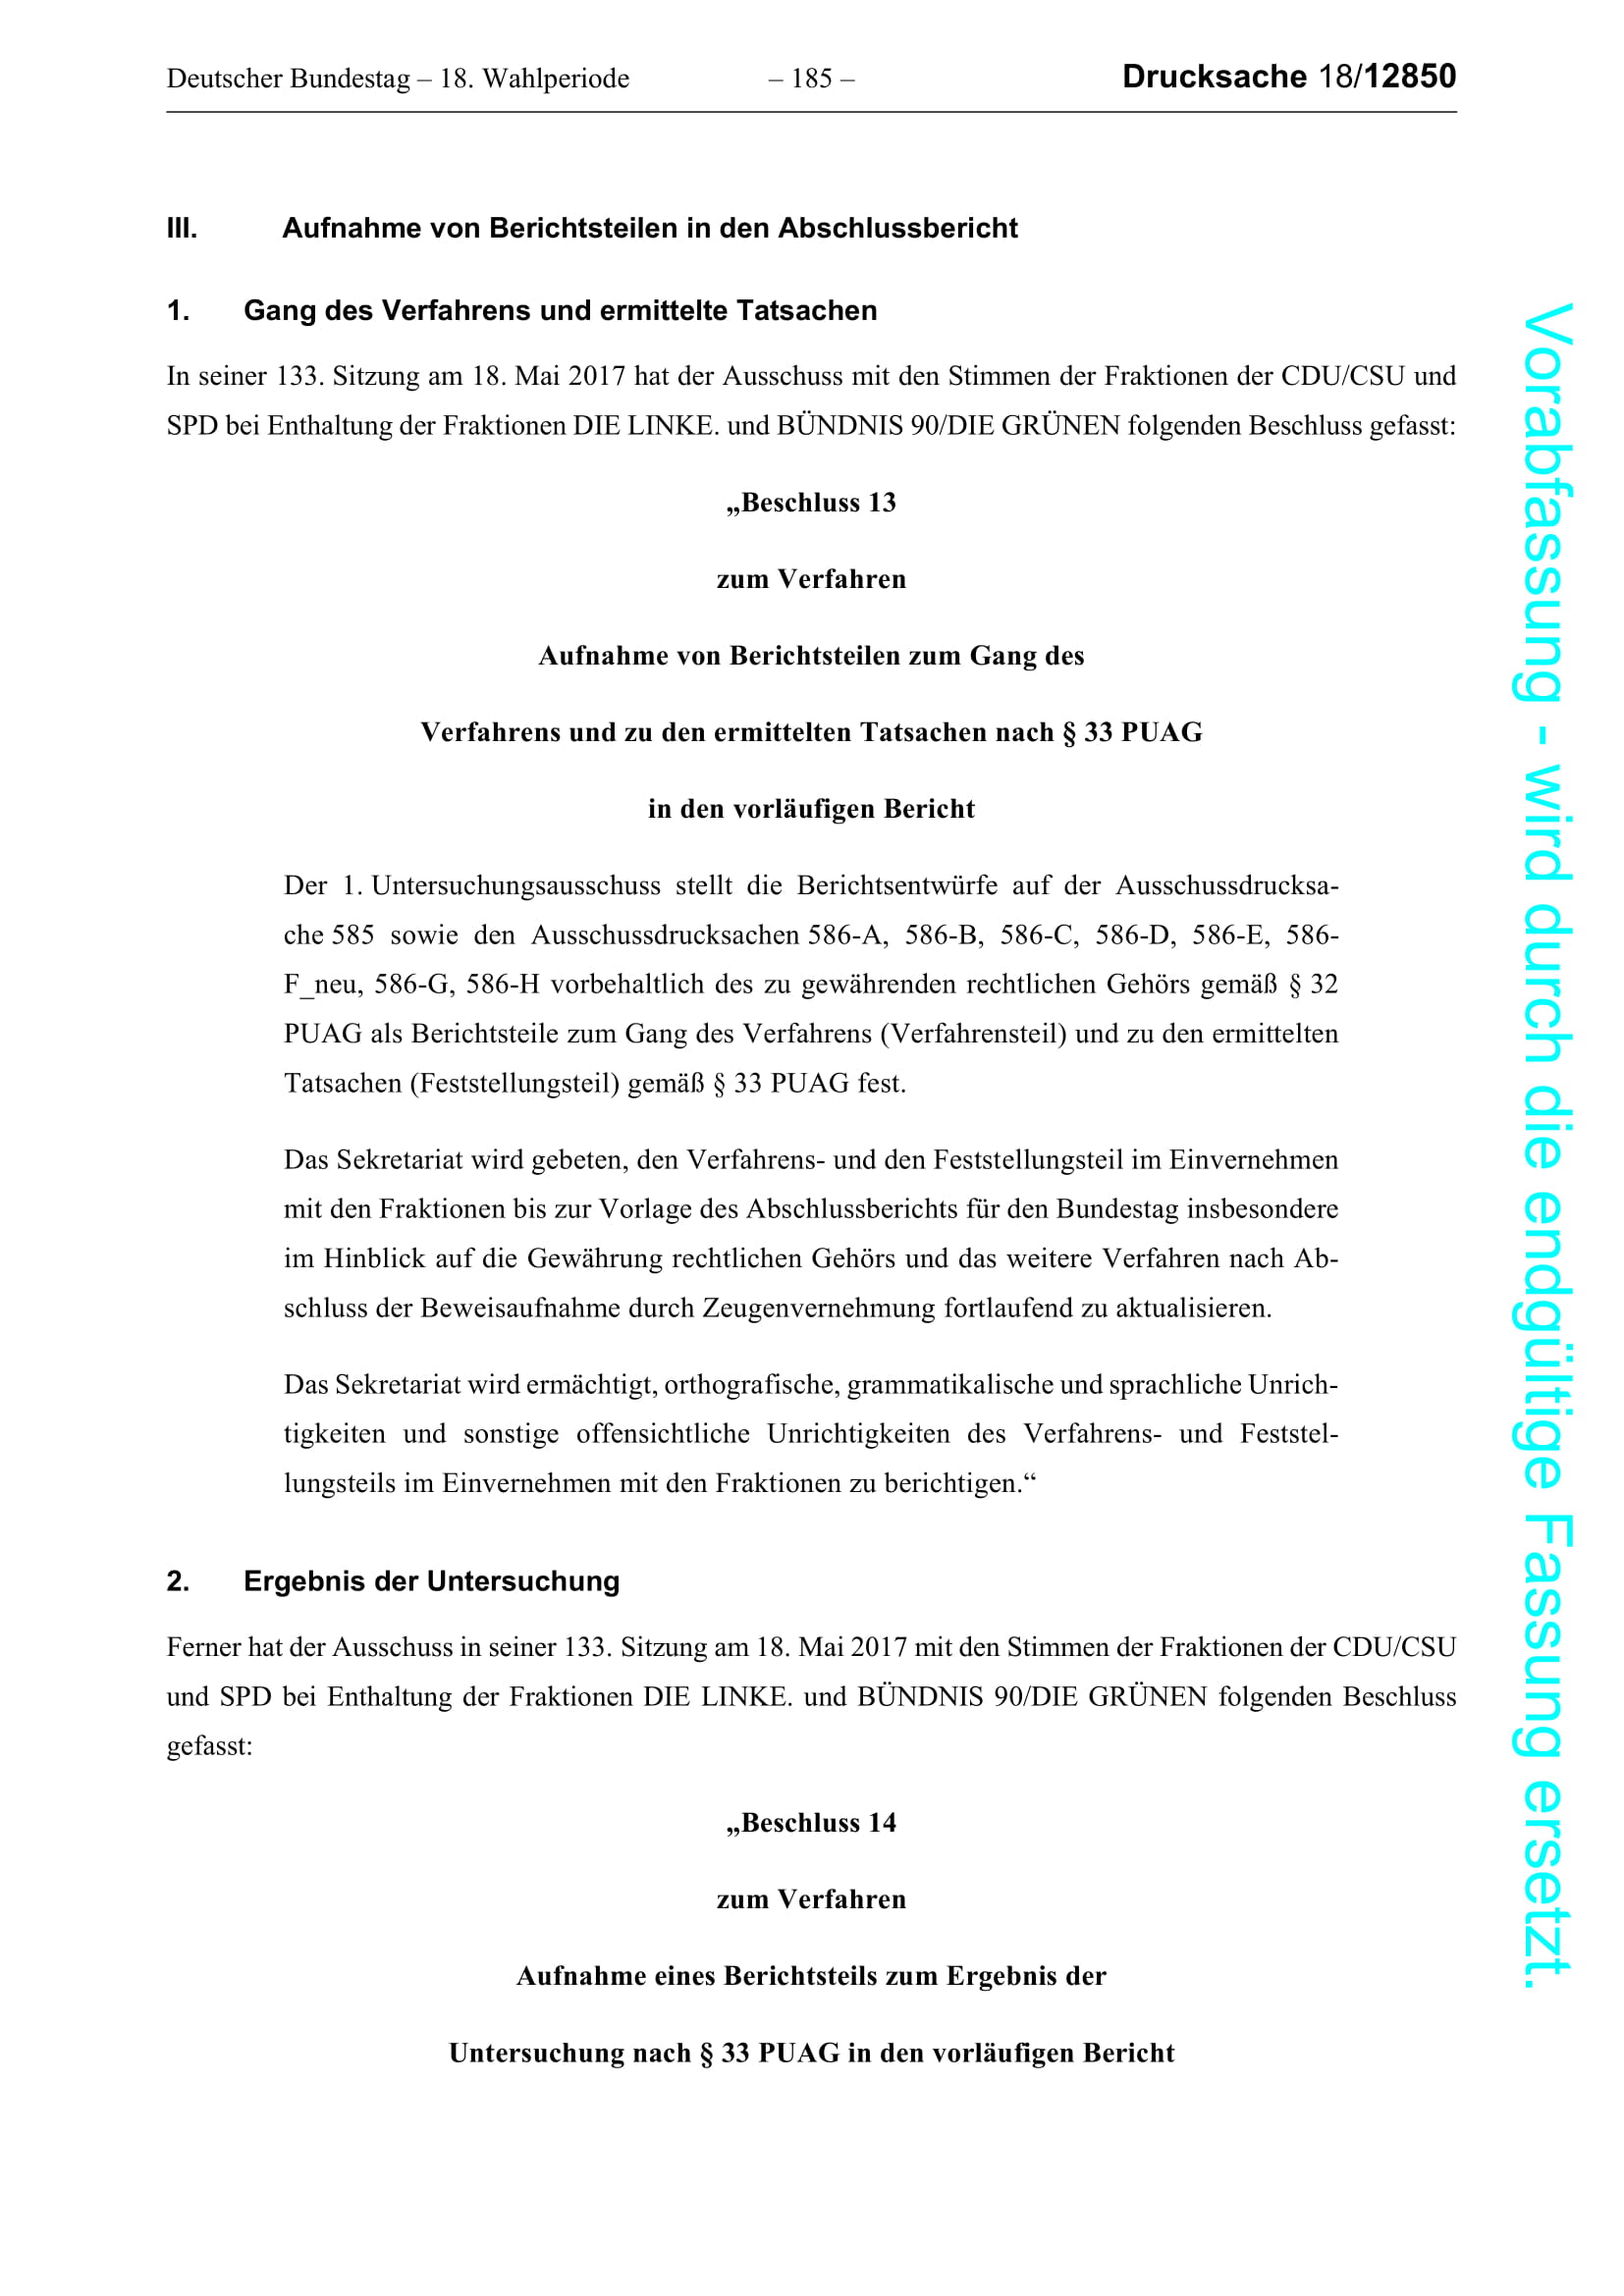 Deutscher Bundestag – 18. Wahlperiode – 185 – Drucksache 18/12850
III. Aufnahme von Berichtsteilen in den Abschlussbericht
1. Gang des Verfahrens und ermittelte Tatsachen
In seiner 133. Sitzung am 18. Mai 2017 hat der Ausschuss mit den Stimmen der Fraktionen der CDU/CSU und
SPD bei Enthaltung der Fraktionen DIE LINKE. und BÜNDNIS 90/DIE GRÜNEN folgenden Beschluss gefasst:
„Beschluss 13
zum Verfahren
Aufnahme von Berichtsteilen zum Gang des
Verfahrens und zu den ermittelten Tatsachen nach § 33 PUAG
in den vorläufigen Bericht
Der 1. Untersuchungsausschuss stellt die Berichtsentwürfe auf der Ausschussdrucksa-
che 585 sowie den Ausschussdrucksachen 586-A, 586-B, 586-C, 586-D, 586-E, 586-
F_neu, 586-G, 586-H vorbehaltlich des zu gewährenden rechtlichen Gehörs gemäß § 32
PUAG als Berichtsteile zum Gang des Verfahrens (Verfahrensteil) und zu den ermittelten
Tatsachen (Feststellungsteil) gemäß § 33 PUAG fest.
Das Sekretariat wird gebeten, den Verfahrens- und den Feststellungsteil im Einvernehmen
mit den Fraktionen bis zur Vorlage des Abschlussberichts für den Bundestag insbesondere
im Hinblick auf die Gewährung rechtlichen Gehörs und das weitere Verfahren nach Ab-
schluss der Beweisaufnahme durch Zeugenvernehmung fortlaufend zu aktualisieren.
Das Sekretariat wird ermächtigt, orthografische, grammatikalische und sprachliche Unrich-
tigkeiten und sonstige offensichtliche Unrichtigkeiten des Verfahrens- und Feststel-
lungsteils im Einvernehmen mit den Fraktionen zu berichtigen.“
2. Ergebnis der Untersuchung
Ferner hat der Ausschuss in seiner 133. Sitzung am 18. Mai 2017 mit den Stimmen der Fraktionen der CDU/CSU
und SPD bei Enthaltung der Fraktionen DIE LINKE. und BÜNDNIS 90/DIE GRÜNEN folgenden Beschluss
gefasst:
„Beschluss 14
zum Verfahren
Aufnahme eines Berichtsteils zum Ergebnis der
Untersuchung nach § 33 PUAG in den vorläufigen Bericht
Vorabfassung - wird durch die endgültige Fassung ersetzt.